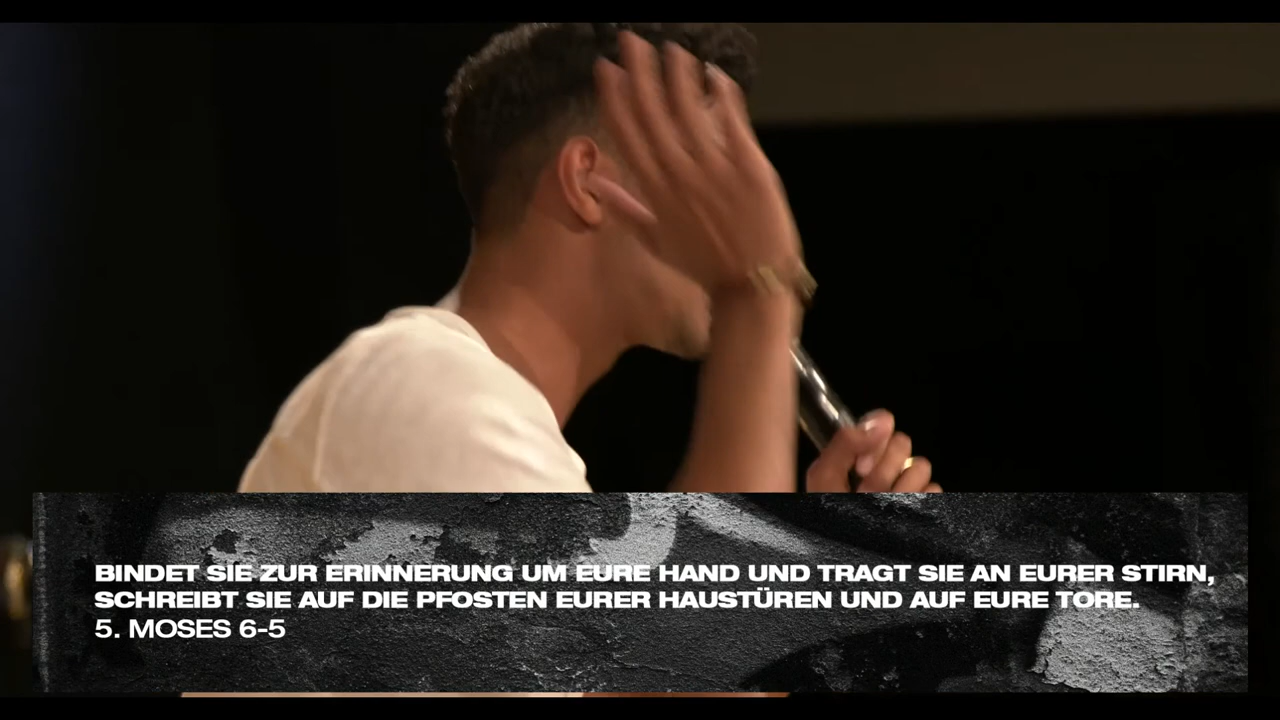 BINDET SIE ZUR ERINNERUNG UM EURE HAND UND TRAGT SIE AN EURER STIRN,
SCHREIBT SIE AUF DIE PFOSTEN EURER HAUSTÜREN UND AUF EURE TORE.
5. MOSES 6-5